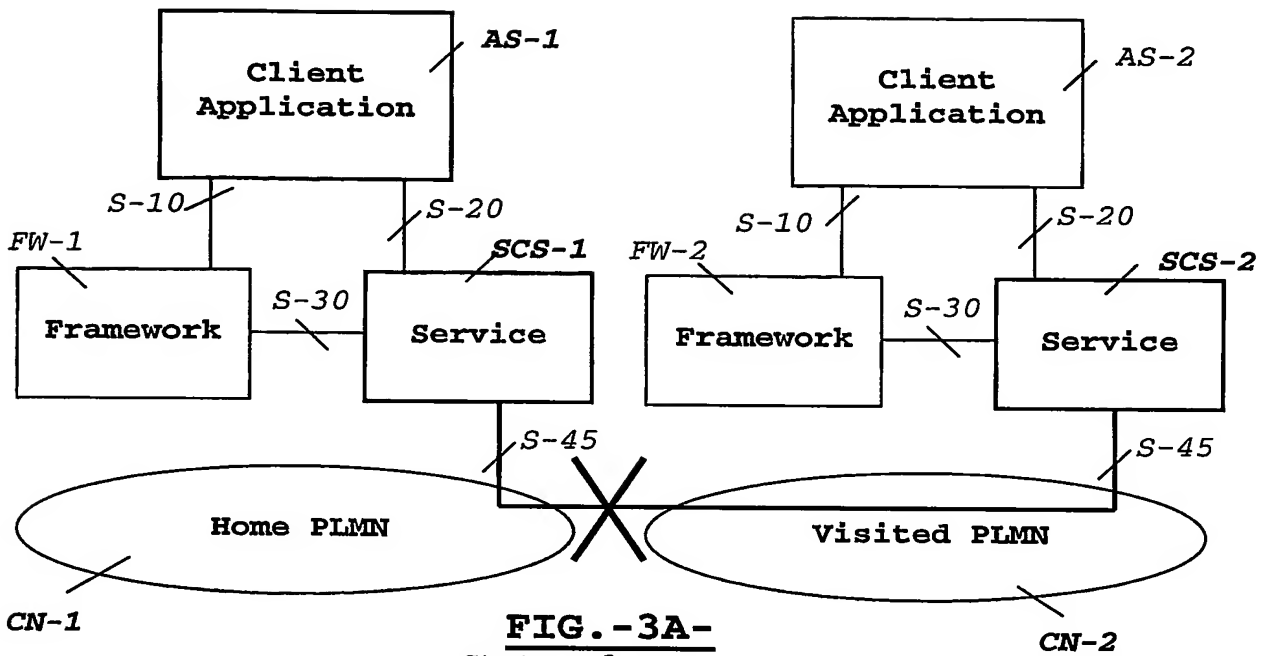 AS-1
Client
Application
AS-2
Client
Application
S-10
S-20
S-10
S-20
FW-1
SCS-1
FW-2
SCS-2
S-30
S-30
Framework
Service
Framework
Service
S-45
S-45
Home PLMN
Visited PLMN
CN-1
FIG.-3A-
CN-2